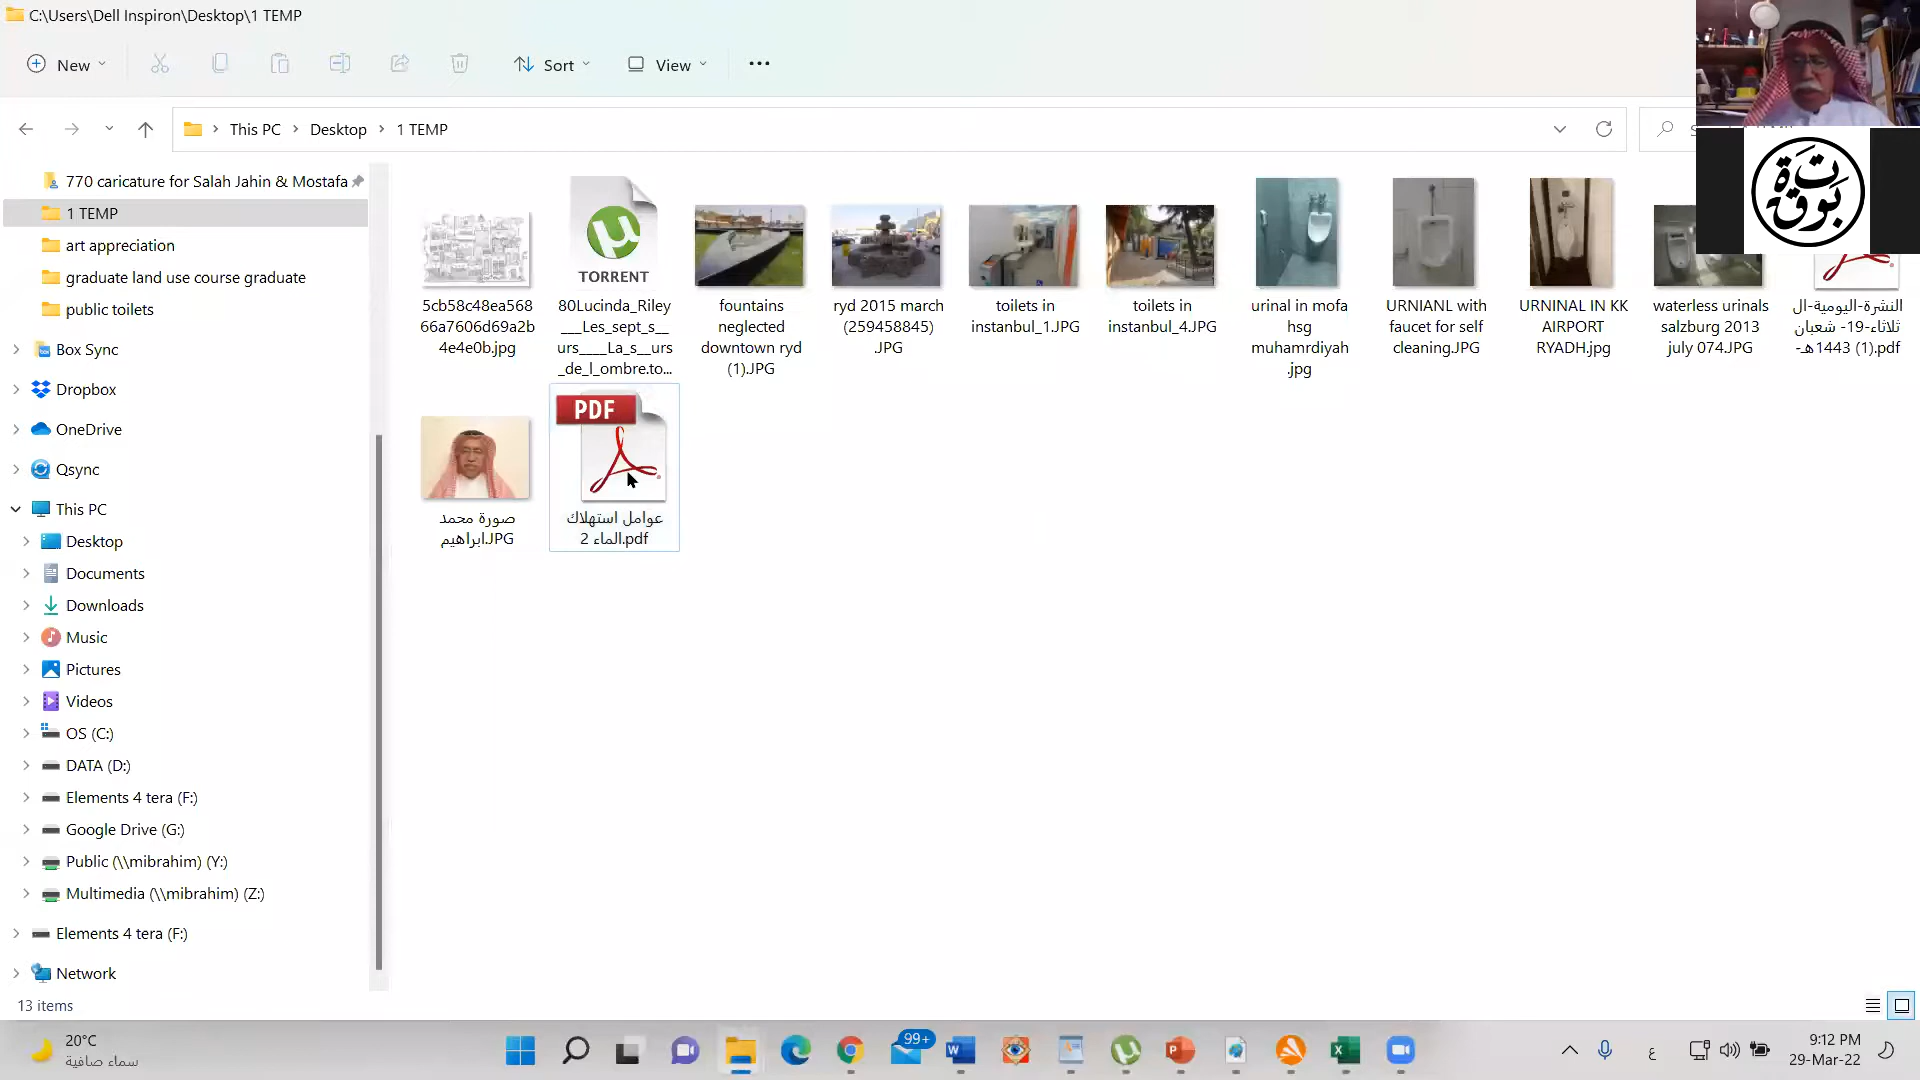 C:\Users\Dell Inspiron\Desktop\1 TEMP
New
Sort
View
This PC
Desktop
1 TEMP
770 caricature for Salah Jahin & Mostafa
1 TEMP
art appreciation
graduate land use course graduate
public toilets
Box Sync
Dropbox
OneDrive
Qsync
This PC
Desktop
Documents
Downloads
Music
Pictures
Videos
OS (C:)
DATA (D:)
Elements 4 tera (F:)
Google Drive (G:)
Public (\\mibrahim) (Y:)
Multimedia (\\mibrahim) (Z:)
Elements 4 tera (F:)
Network
5cb58c48ea568
66a7606d69a2b
4e4e0b.jpg
TORRENT
80Lucinda_Riley
___Les_sept_s__
urs____La_s__urs
_de_l_ombre.to...
fountains
neglected
downtown ryd
(1).JPG
ryd 2015 march
(259458845)
.JPG
toilets in
instanbul_1.JPG
toilets in
instanbul_4.JPG
urinal in mofa
hsg
muhamrdiyah
.jpg
URNIANL with
faucet for self
cleaning.JPG
URNINAL IN KK
AIRPORT
RYADH.jpg
waterless urinals
salzburg 2013
july 074.JPG
النشرة-اليومية-ال
ثلاثاء-19- شعبان
-1443هـ (1).pdf
صورة محمد
ابراهيم.JPG
PDF
عوامل استهلاك
الماء 2.pdf
13 items
20°C
سماء صافية
99+
ع
9:12 PM
29-Mar-22